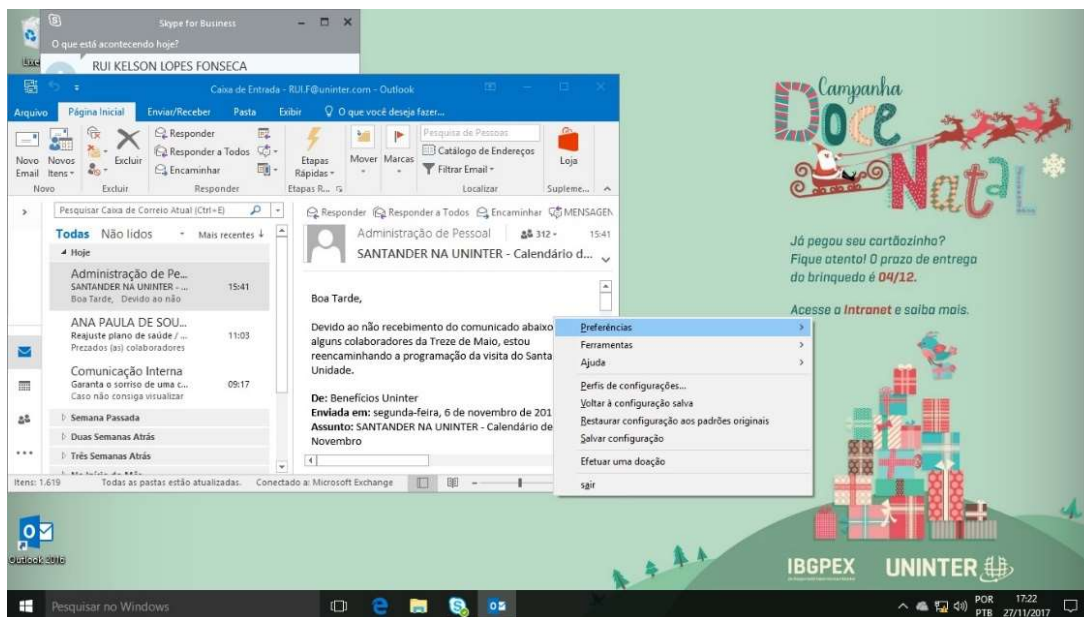 Skype for Business
O que está acontecendo hoje?
RUI KELSON LOPES FONSECA
Caixa de Entrada - RUI.F@uninter.com - Outlook
Arquivo Página Inicial Enviar/Receber Pasta Exibir O que você deseja fazer...
Novo Email
Novos Itens
Excluir
Responder
Responder a Todos
Encaminhar
Etapas Rápidas
Mover
Marcas
Pesquisa de Pessoas
Catálogo de Endereços
Filtrar Email
Loja
Novo Excluir Responder Etapas R... Localizar Supleme...
Pesquisar Caixa de Correio Atual (Ctrl+E)
Todas Não lidos Mais recentes
Hoje
Administração de Pe...
SANTANDER NA UNINTER - ... 15:41
Boa Tarde, Devido ao não
ANA PAULA DE SOU...
Reajuste plano de saúde / ... 11:03
Prezados (as) colaboradores
Comunicação Interna
Garanta o sorriso de uma c... 09:17
Caso não consiga visualizar
Semana Passada
Duas Semanas Atrás
Três Semanas Atrás
Responder Responder a Todos Encaminhar MENSAGEN
Administração de Pessoal 312 15:41
SANTANDER NA UNINTER - Calendário d...
Boa Tarde,
Devido ao não recebimento do comunicado abaixo
alguns colaboradores da Treze de Maio, estou
reencaminhando a programação da visita do Santa
Unidade.
De: Benefícios Uninter
Enviada em: segunda-feira, 6 de novembro de 201
Assunto: SANTANDER NA UNINTER - Calendário de
Novembro
Itens: 1.619 Todas as pastas estão atualizadas. Conectado a: Microsoft Exchange
Preferências
Ferramentas
Ajuda
Perfis de configurações...
Voltar à configuração salva
Restaurar configuração aos padrões originais
Salvar configuração
Efetuar uma doação
sair
Campanha
Doce
Natal
Já pegou seu cartãozinho?
Fique atento! O prazo de entrega
do brinquedo é 04/12.
Acesse a Intranet e saiba mais.
IBGPEX UNINTER
Outlook 2016
Pesquisar no Windows
POR 17:22
PTB 27/11/2017